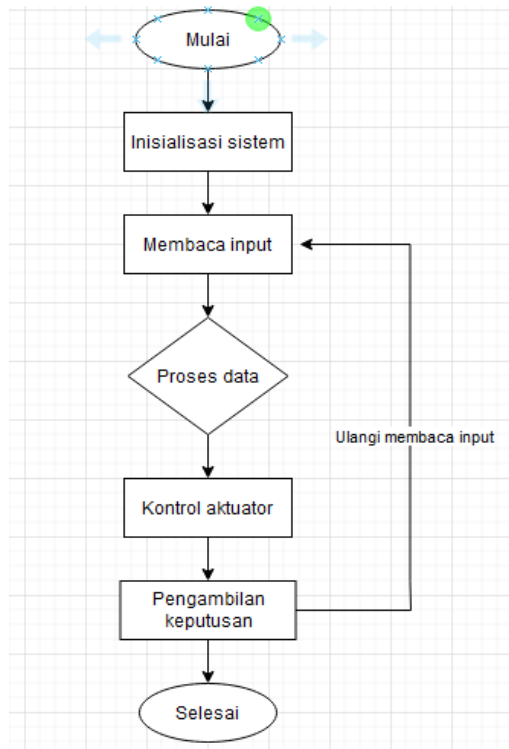 Mulai
Inisialisasi sistem
Membaca input
Proses data
Ulangi membaca input
Kontrol aktuator
Pengambilan
keputusan
Selesai